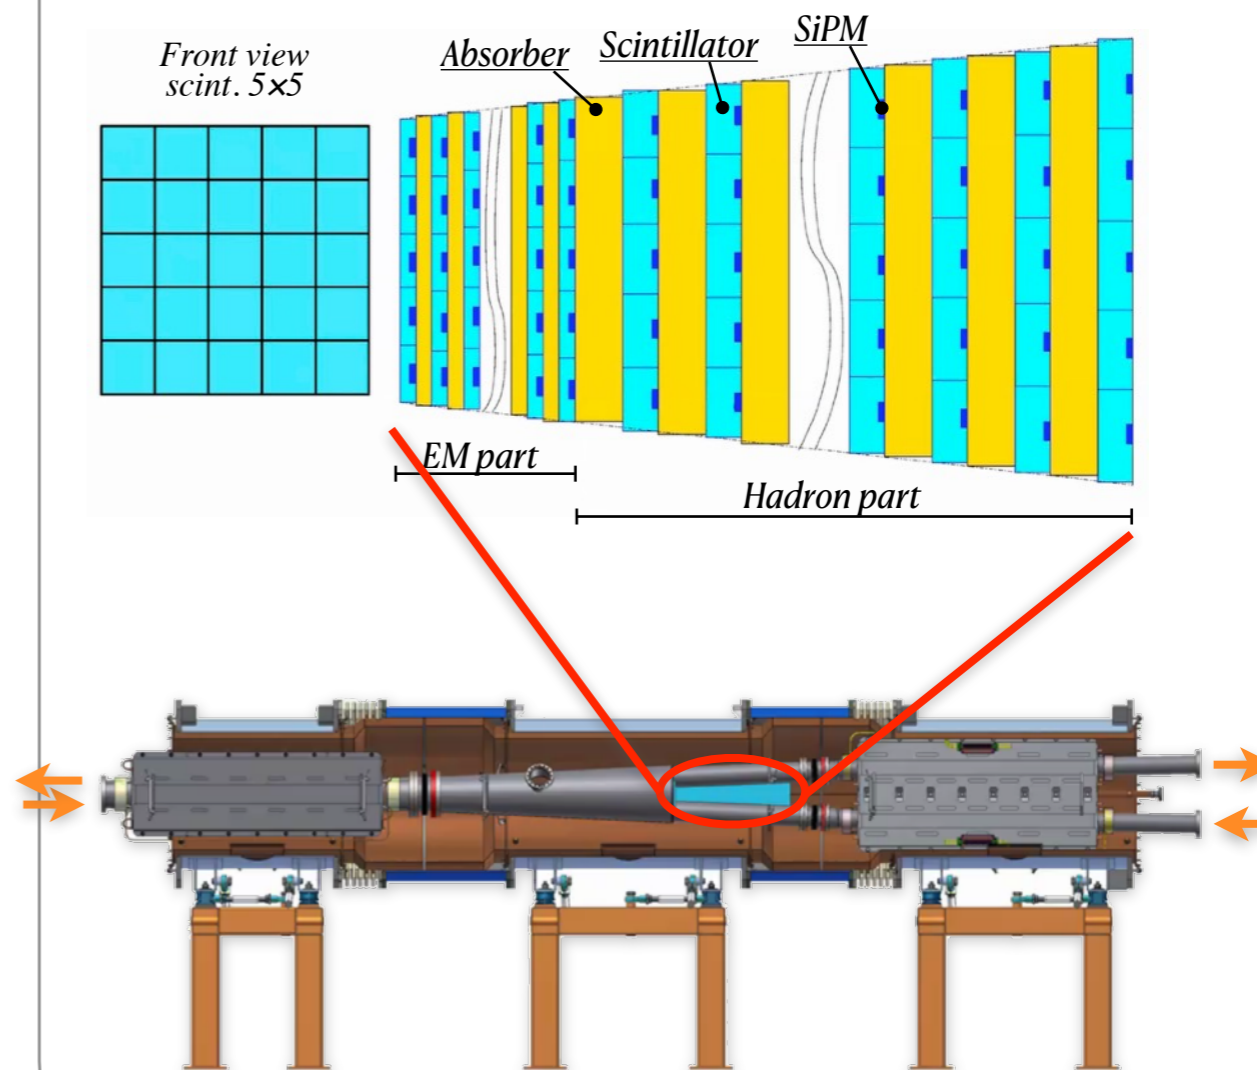 Front view
scint. 5×5
Absorber
Scintillator
SiPM
EM part
Hadron part